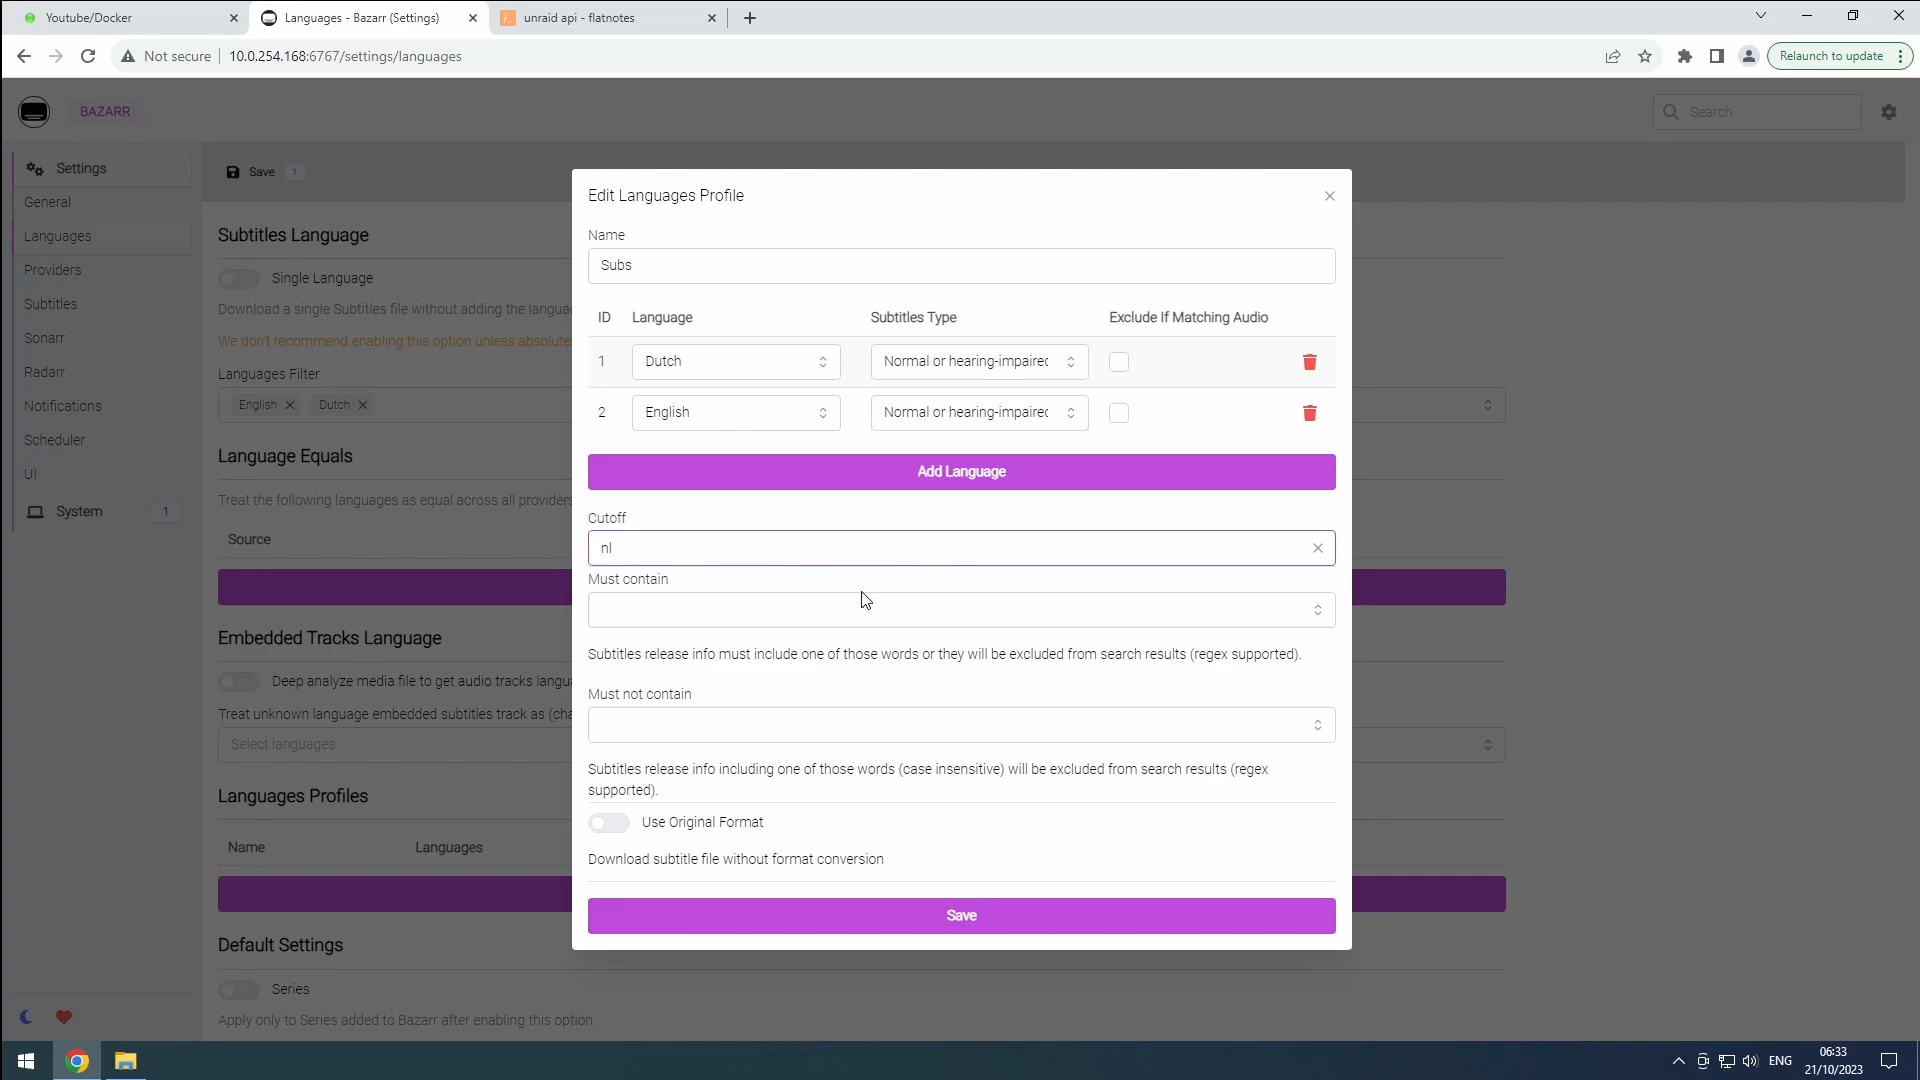 Youtube/Docker
Languages - Bazarr (Settings)
unraid api - flatnotes
Not secure
10.0.254.168:6767/settings/languages
Relaunch to update
BAZARR
Search
Settings
General
Languages
Providers
Subtitles
Sonarr
Radarr
Notifications
Scheduler
UI
System 1
Save 1
Subtitles Language
Single Language
Download a single Subtitles file without adding the langua
We don't recommend enabling this option unless absolute
Languages Filter
English Dutch
Language Equals
Treat the following languages as equal across all providers
Source
Embedded Tracks Language
Deep analyze media file to get audio tracks langu
Treat unknown language embedded subtitles track as (cha
Select languages
Languages Profiles
Name Languages
Default Settings
Series
Apply only to Series added to Bazarr after enabling this option.
Edit Languages Profile
Name
Subs
ID Language Subtitles Type Exclude If Matching Audio
1 Dutch Normal or hearing-impaired
2 English Normal or hearing-impaired
Add Language
Cutoff
nl
Must contain
Subtitles release info must include one of those words or they will be excluded from search results (regex supported).
Must not contain
Subtitles release info including one of those words (case insensitive) will be excluded from search results (regex
supported).
Use Original Format
Download subtitle file without format conversion
Save
ENG
06:33
21/10/2023